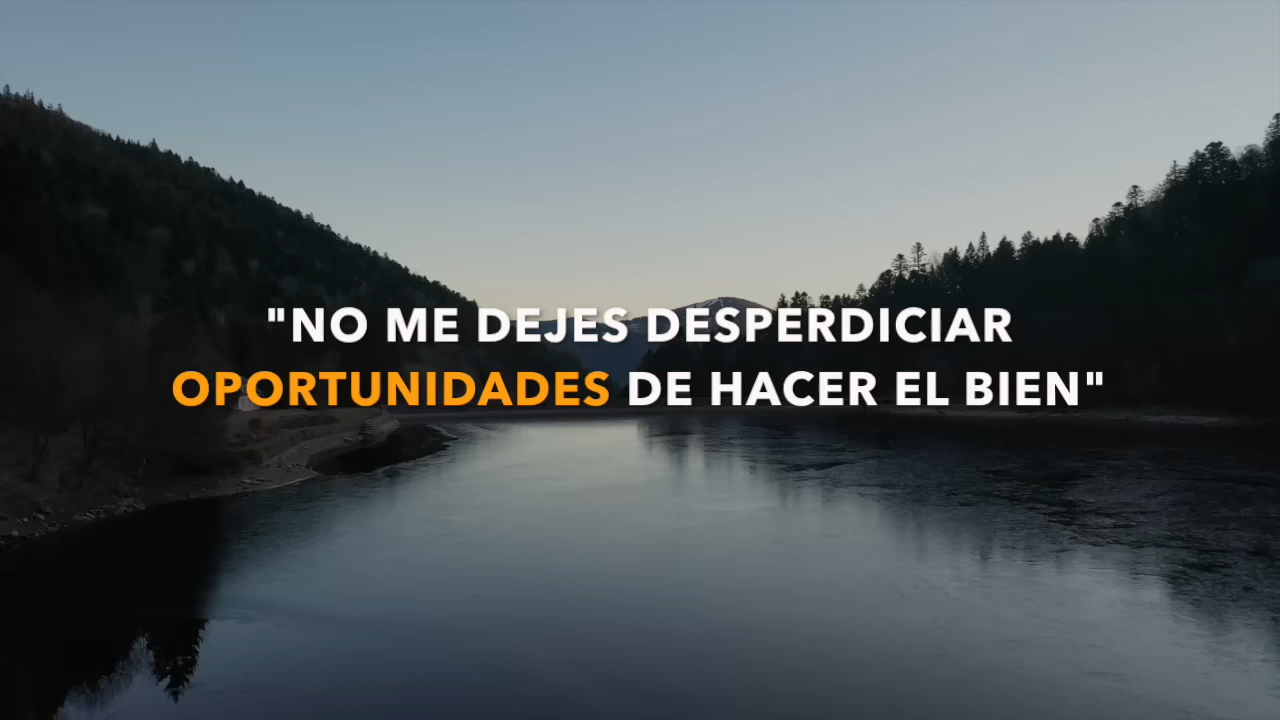 "NO ME DEJES DESPERDICIAR
OPORTUNIDADES DE HACER EL BIEN"